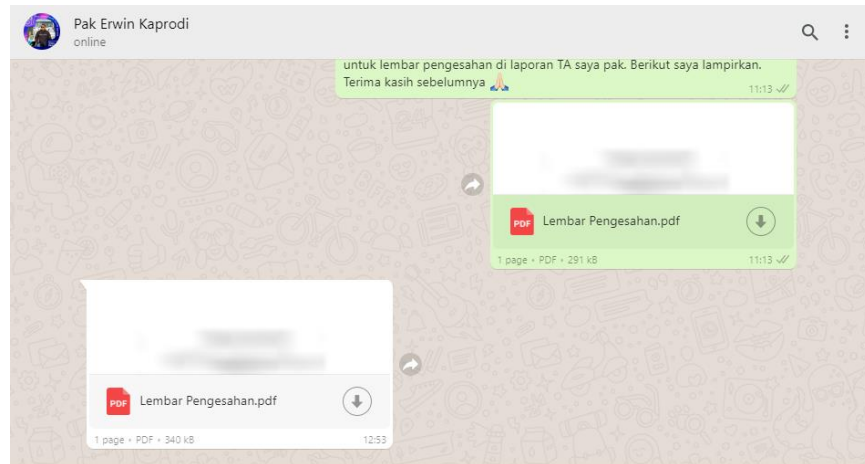 Pak Erwin Kaprodi
online
untuk lembar pengesahan di laporan TA saya pak. Berikut saya lampirkan.
Terima kasih sebelumnya 🙏🏻
11:13
PDF
Lembar Pengesahan.pdf
1 page • PDF • 291 kB
11:13
PDF
Lembar Pengesahan.pdf
1 page • PDF • 340 kB
12:53